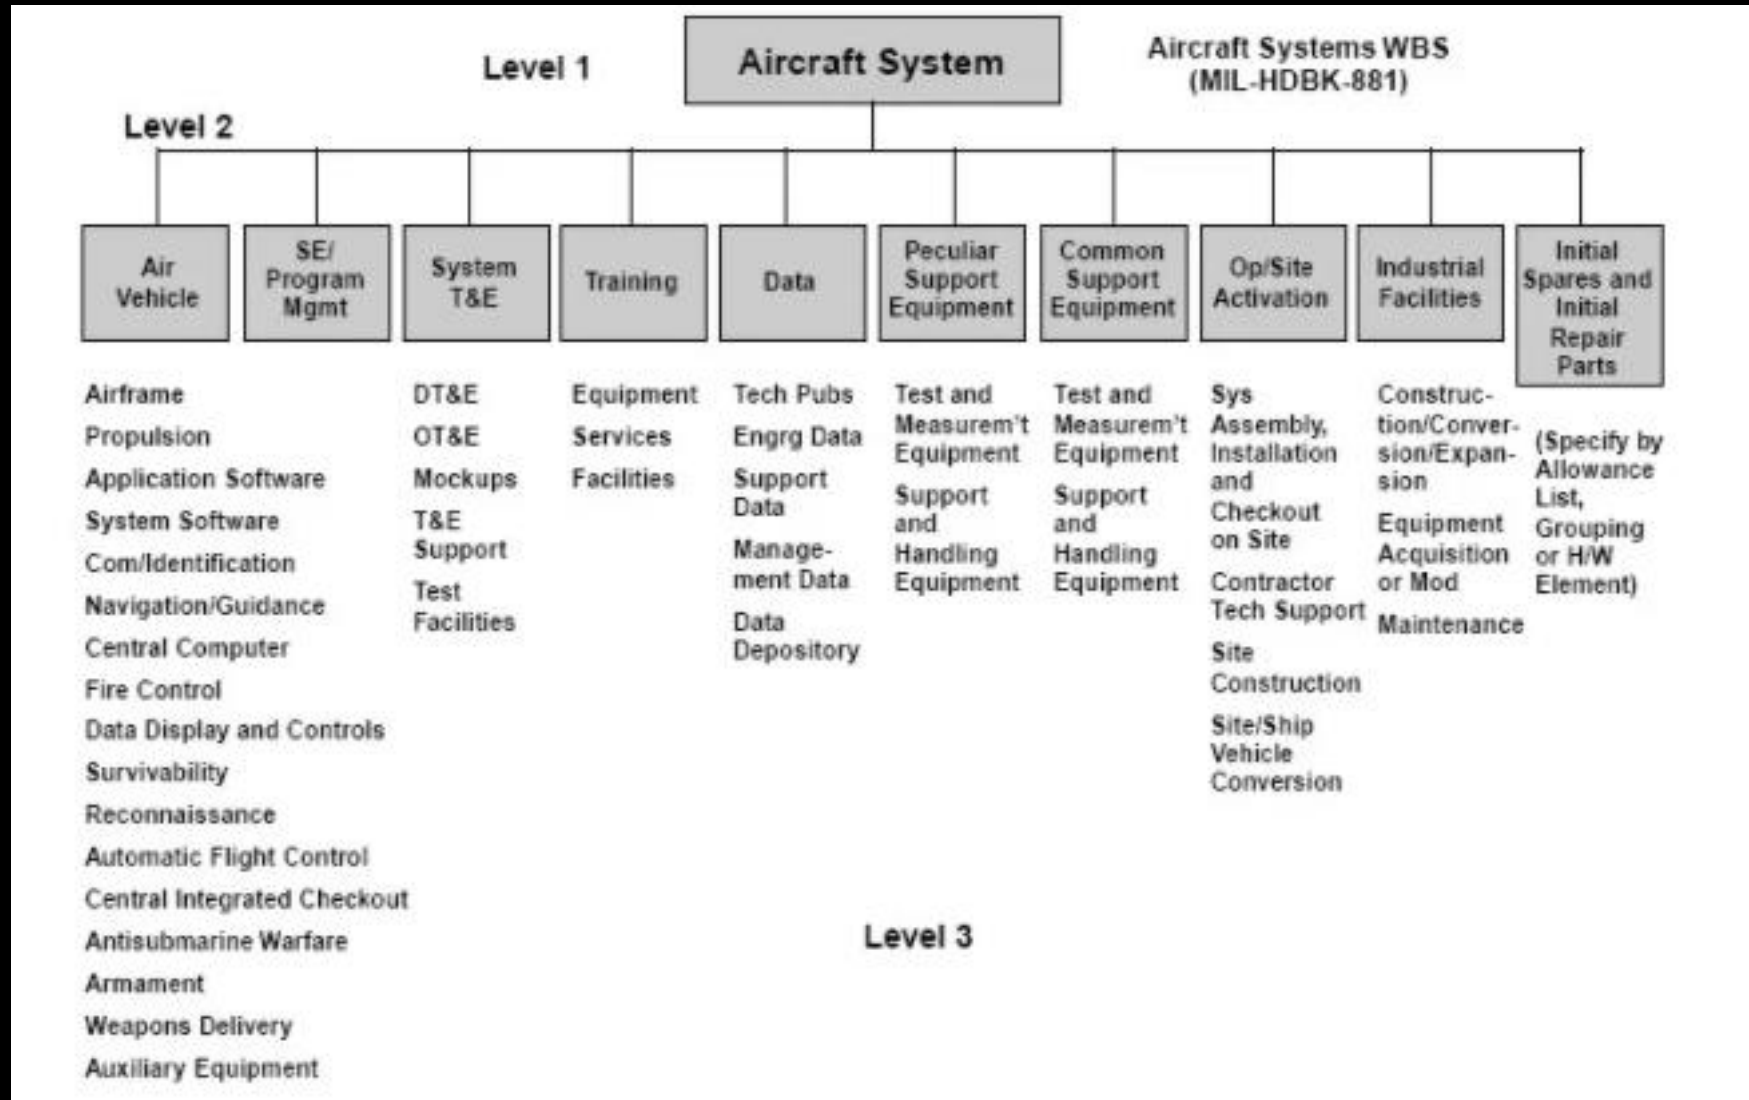 Level 1
Aircraft System
Aircraft Systems WBS
(MIL-HDBK-881)
Level 2
Air
Vehicle
SE/
Program
Mgmt
System
T&E
Training
Data
Peculiar
Support
Equipment
Common
Support
Equipment
Op/Site
Activation
Industrial
Facilities
Initial
Spares and
Initial
Repair
Parts
Airframe
Propulsion
Application Software
System Software
Com/Identification
Navigation/Guidance
Central Computer
Fire Control
Data Display and Controls
Survivability
Reconnaissance
Automatic Flight Control
Central Integrated Checkout
Antisubmarine Warfare
Armament
Weapons Delivery
Auxiliary Equipment
DT&E
OT&E
Mockups
T&E
Support
Test
Facilities
Equipment
Services
Facilities
Tech Pubs
Engrg Data
Support
Data
Manage-
ment Data
Data
Depository
Test and
Measurem't
Equipment
Support
and
Handling
Equipment
Test and
Measurem't
Equipment
Support
and
Handling
Equipment
Sys
Assembly,
Installation
and
Checkout
on Site
Contractor
Tech Support
Site
Construction
Site/Ship
Vehicle
Conversion
Construc-
tion/Conver-
sion/Expan-
sion
Equipment
Acquisition
or Mod
Maintenance
(Specify by
Allowance
List,
Grouping
or H/W
Element)
Level 3